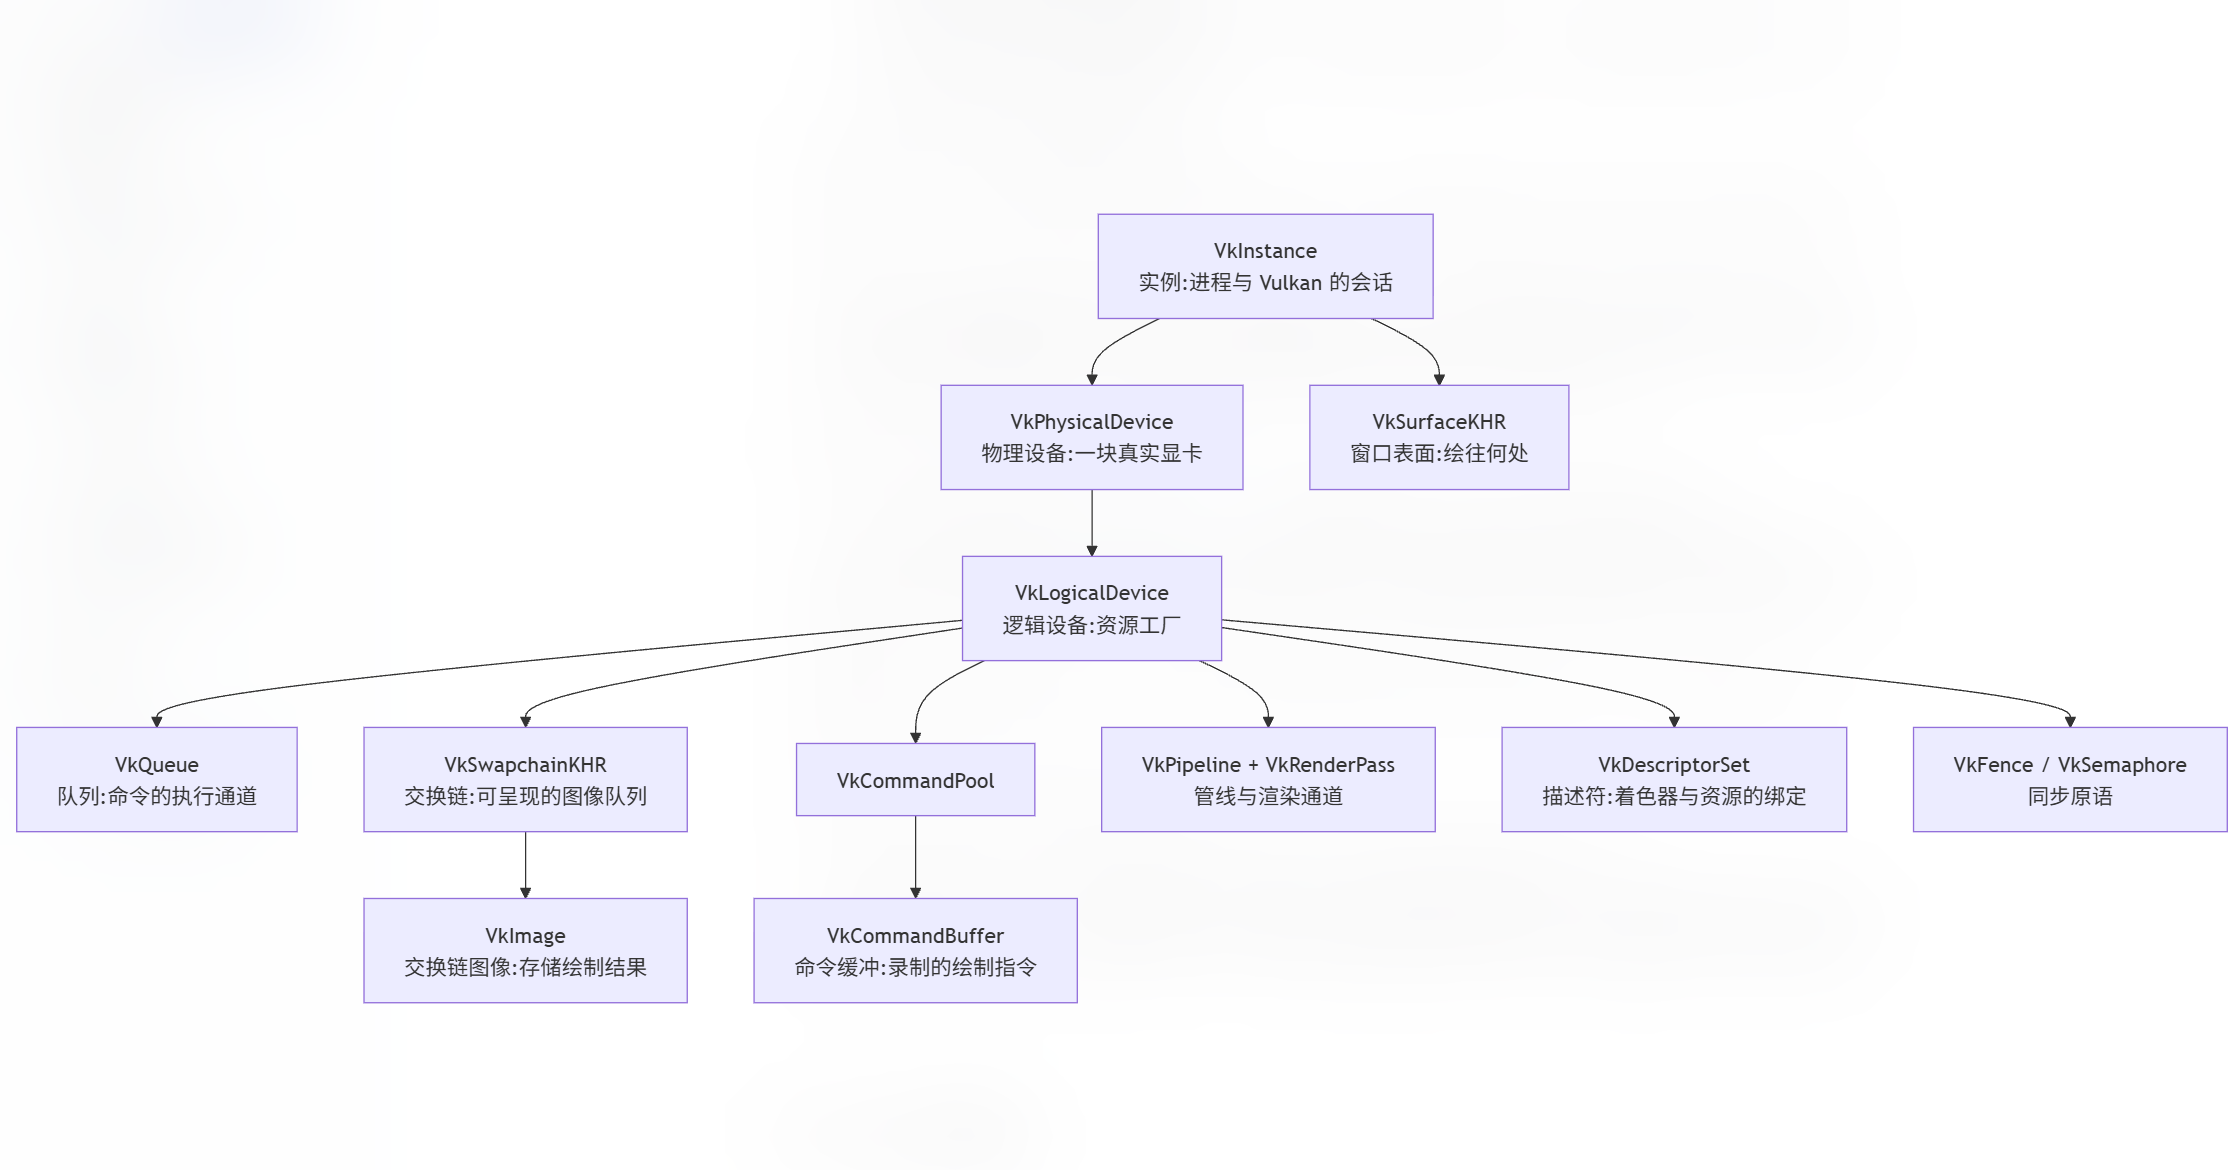 VkInstance
实例:进程与 Vulkan 的会话
VkPhysicalDevice
物理设备:一块真实显卡
VkSurfaceKHR
窗口表面:绘往何处
VkLogicalDevice
逻辑设备:资源工厂
VkQueue
队列:命令的执行通道
VkSwapchainKHR
交换链:可呈现的图像队列
VkCommandPool
VkPipeline + VkRenderPass
管线与渲染通道
VkDescriptorSet
描述符:着色器与资源的绑定
VkFence / VkSemaphore
同步原语
VkImage
交换链图像:存储绘制结果
VkCommandBuffer
命令缓冲:录制的绘制指令